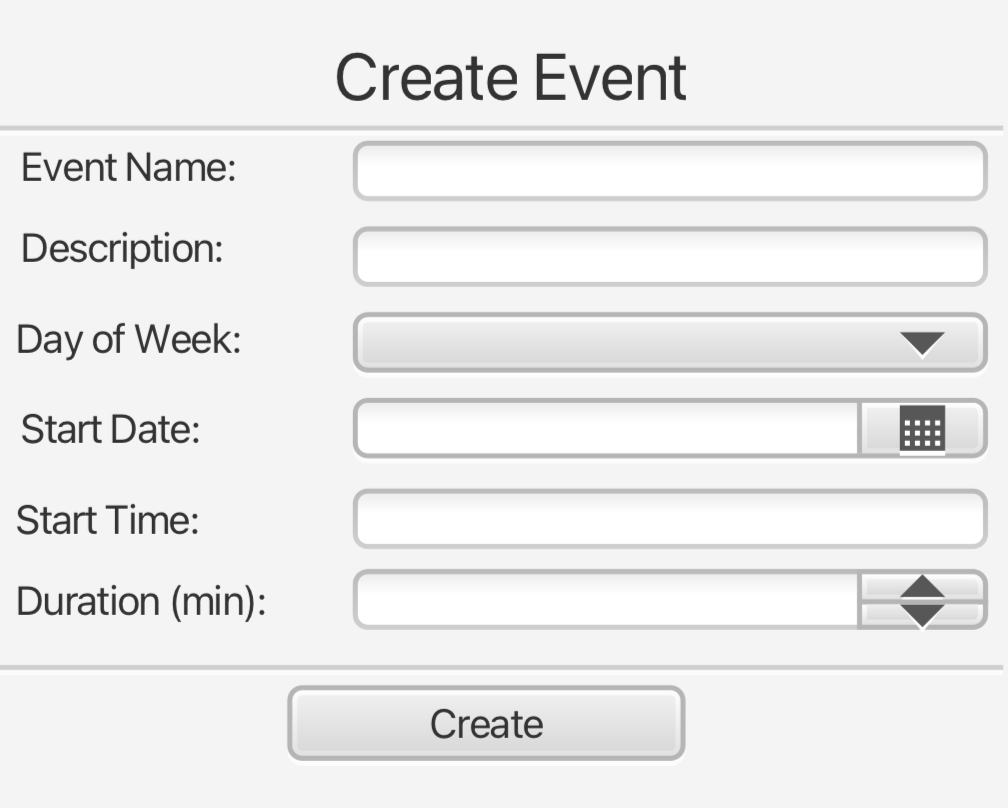 Create Event
Event Name:
Description:
Day of Week:
Start Date:
Start Time:
Duration (min):
Create